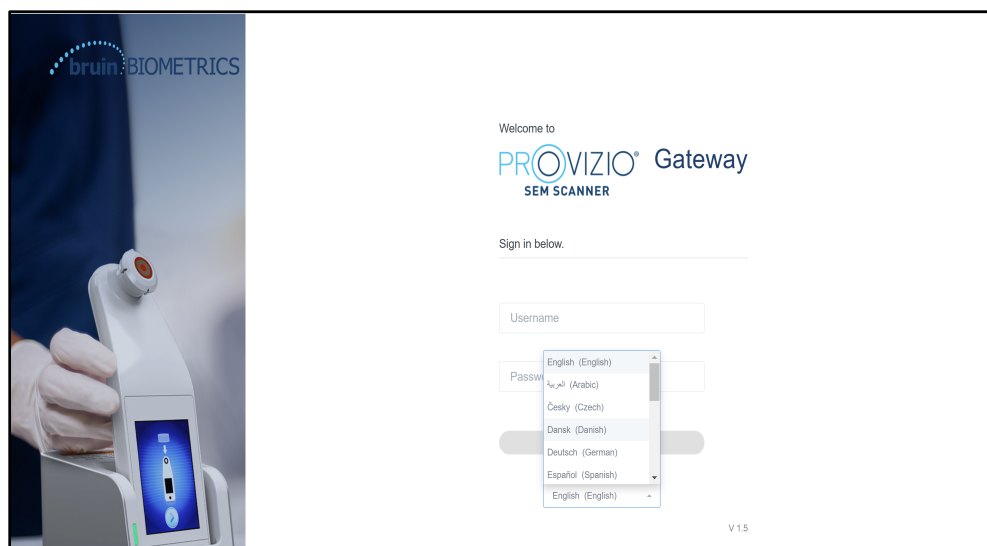 bruin BIOMETRICS
Welcome to
PROVIZIO® Gateway
SEM SCANNER
Sign in below.
Username
Passw
English (English)
العربية (Arabic)
Česky (Czech)
Dansk (Danish)
Deutsch (German)
Español (Spanish)
English (English)
V 1.5